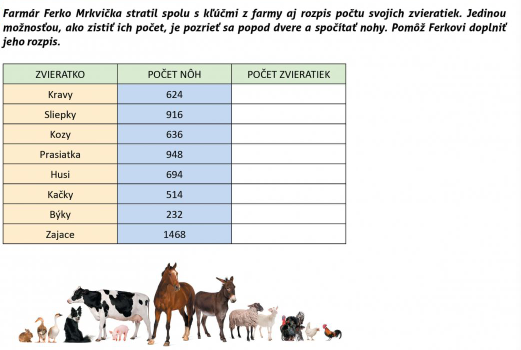 Farmár Ferko Mrkvička stratil spolu s kľúčmi z farmy aj rozpis počtu svojich zvieratiek. Jedinou
možnosťou, ako zistiť ich počet, je pozrieť sa popod dvere a spočítať nohy. Pomôž Ferkovi doplniť
jeho rozpis.
ZVIERATKO POČET NÔH POČET ZVIERATIEK
Kravy 624
Sliepky 916
Kozy 636
Prasiatka 948
Husi 694
Kačky 514
Býky 232
Zajace 1468